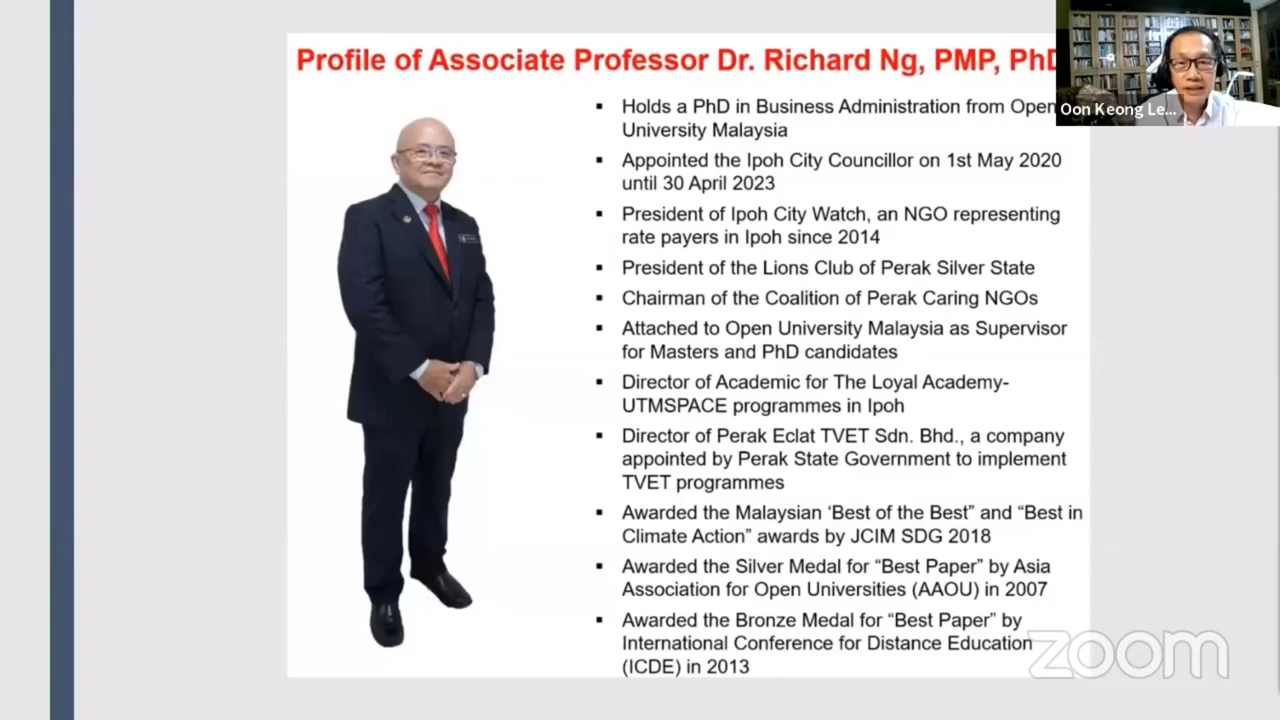 Profile of Associate Professor Dr. Richard Ng, PMP, PhD
Oon Keong Le...
▪ Holds a PhD in Business Administration from Open
University Malaysia
▪ Appointed the Ipoh City Councillor on 1st May 2020
until 30 April 2023
▪ President of Ipoh City Watch, an NGO representing
rate payers in Ipoh since 2014
▪ President of the Lions Club of Perak Silver State
▪ Chairman of the Coalition of Perak Caring NGOs
▪ Attached to Open University Malaysia as Supervisor
for Masters and PhD candidates
▪ Director of Academic for The Loyal Academy-
UTMSPACE programmes in Ipoh
▪ Director of Perak Eclat TVET Sdn. Bhd., a company
appointed by Perak State Government to implement
TVET programmes
▪ Awarded the Malaysian ‘Best of the Best” and “Best in
Climate Action” awards by JCIM SDG 2018
▪ Awarded the Silver Medal for “Best Paper” by Asia
Association for Open Universities (AAOU) in 2007
▪ Awarded the Bronze Medal for “Best Paper” by
International Conference for Distance Education
(ICDE) in 2013
zoom